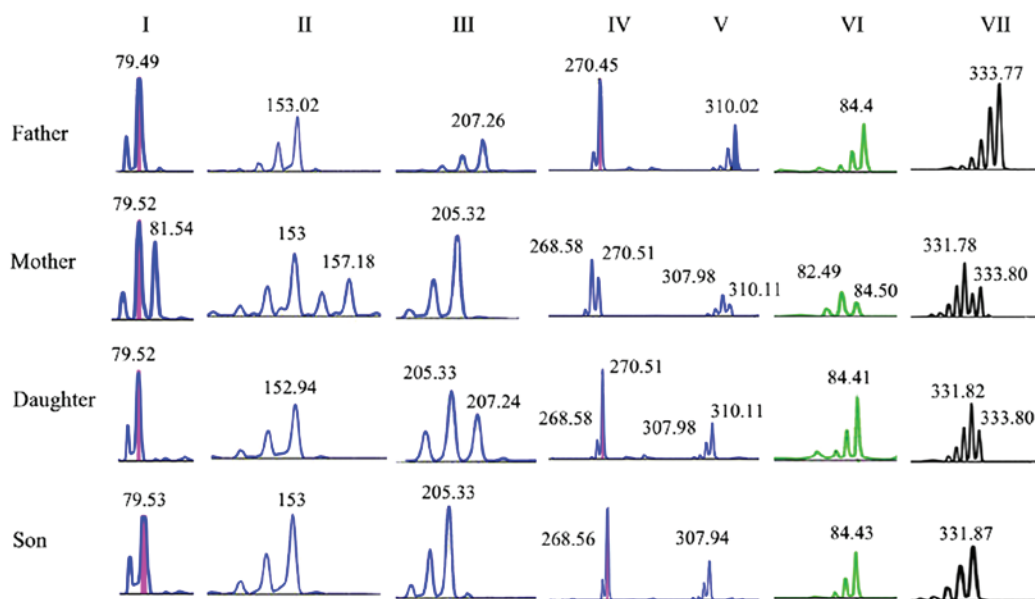 I II III IV V VI VII
Father 79.49 153.02 207.26 270.45 310.02 84.4 333.77
Mother 79.52 81.54 153 157.18 205.32 268.58 270.51 307.98 310.11 82.49 84.50 331.78 333.80
Daughter 79.52 152.94 205.33 207.24 268.58 270.51 307.98 310.11 84.41 331.82 333.80
Son 79.53 153 205.33 268.56 307.94 84.43 331.87